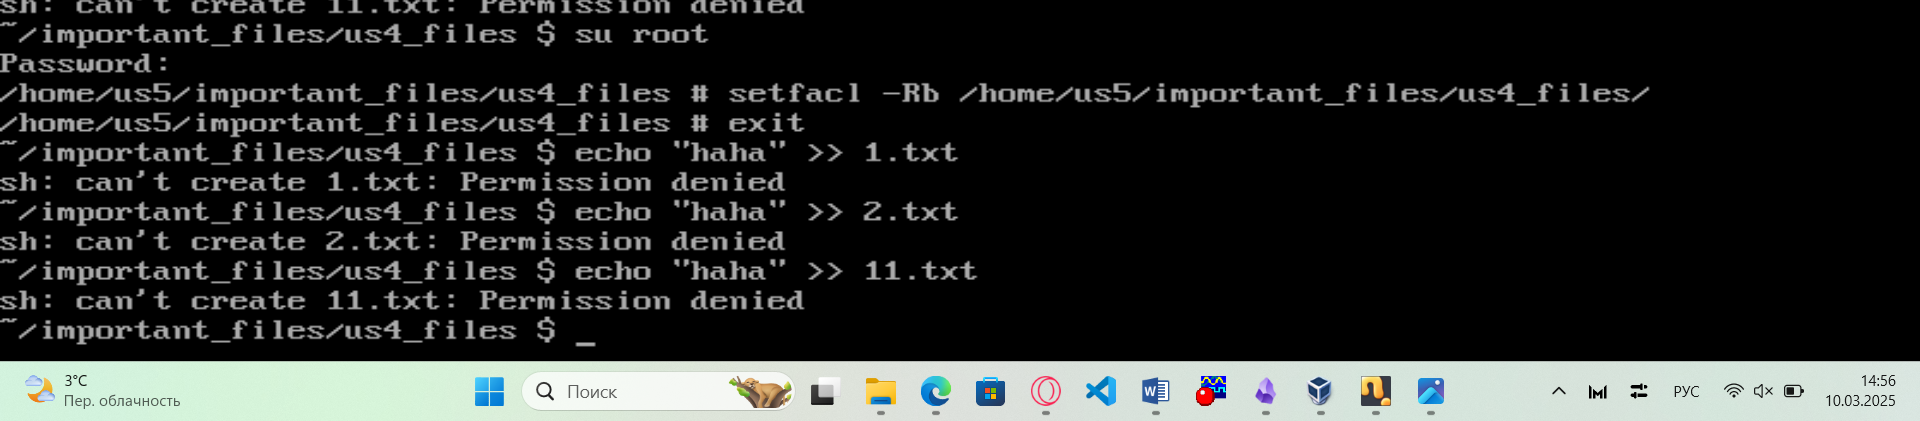 sh: can't create 11.txt: Permission denied
~/important_files/us4_files $ su root
Password:
/home/us5/important_files/us4_files # setfacl -Rb /home/us5/important_files/us4_files/
/home/us5/important_files/us4_files # exit
~/important_files/us4_files $ echo "haha" >> 1.txt
sh: can't create 1.txt: Permission denied
~/important_files/us4_files $ echo "haha" >> 2.txt
sh: can't create 2.txt: Permission denied
~/important_files/us4_files $ echo "haha" >> 11.txt
sh: can't create 11.txt: Permission denied
~/important_files/us4_files $ _
3°C
Пер. облачность
Поиск
РУС
14:56
10.03.2025